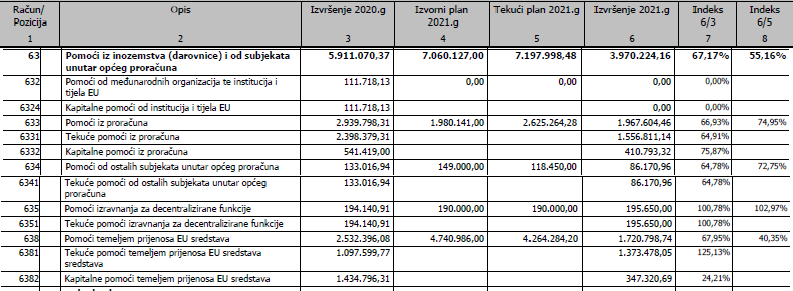 Račun/ Pozicija Opis Izvršenje 2020.g Izvorni plan 2021.g Tekući plan 2021.g Izvršenje 2021.g Indeks 6/3 Indeks 6/5
1 2 3 4 5 6 7 8
63 Pomoći iz inozemstva (darovnice) i od subjekata unutar općeg proračuna 5.911.070,37 7.060.127,00 7.197.998,48 3.970.224,16 67,17% 55,16%
632 Pomoći od međunarodnih organizacija te institucija i tijela EU 111.718,13 0,00 0,00 0,00 0,00%
6324 Kapitalne pomoći od institucija i tijela EU 111.718,13 0,00 0,00%
633 Pomoći iz proračuna 2.939.798,31 1.980.141,00 2.625.264,28 1.967.604,46 66,93% 74,95%
6331 Tekuće pomoći iz proračuna 2.398.379,31 1.556.811,14 64,91%
6332 Kapitalne pomoći iz proračuna 541.419,00 410.793,32 75,87%
634 Pomoći od ostalih subjekata unutar općeg proračuna 133.016,94 149.000,00 118.450,00 86.170,96 64,78% 72,75%
6341 Tekuće pomoći od ostalih subjekata unutar općeg proračuna 133.016,94 86.170,96 64,78%
635 Pomoći izravnanja za decentralizirane funkcije 194.140,91 190.000,00 190.000,00 195.650,00 100,78% 102,97%
6351 Tekuće pomoći izravnanja za decentralizirane funkcije 194.140,91 195.650,00 100,78%
638 Pomoći temeljem prijenosa EU sredstava 2.532.396,08 4.740.986,00 4.264.284,20 1.720.798,74 67,95% 40,35%
6381 Tekuće pomoći temeljem prijenosa EU sredstava sredstava 1.097.599,77 1.373.478,05 125,13%
6382 Kapitalne pomoći temeljem prijenosa EU sredstava 1.434.796,31 347.320,69 24,21%